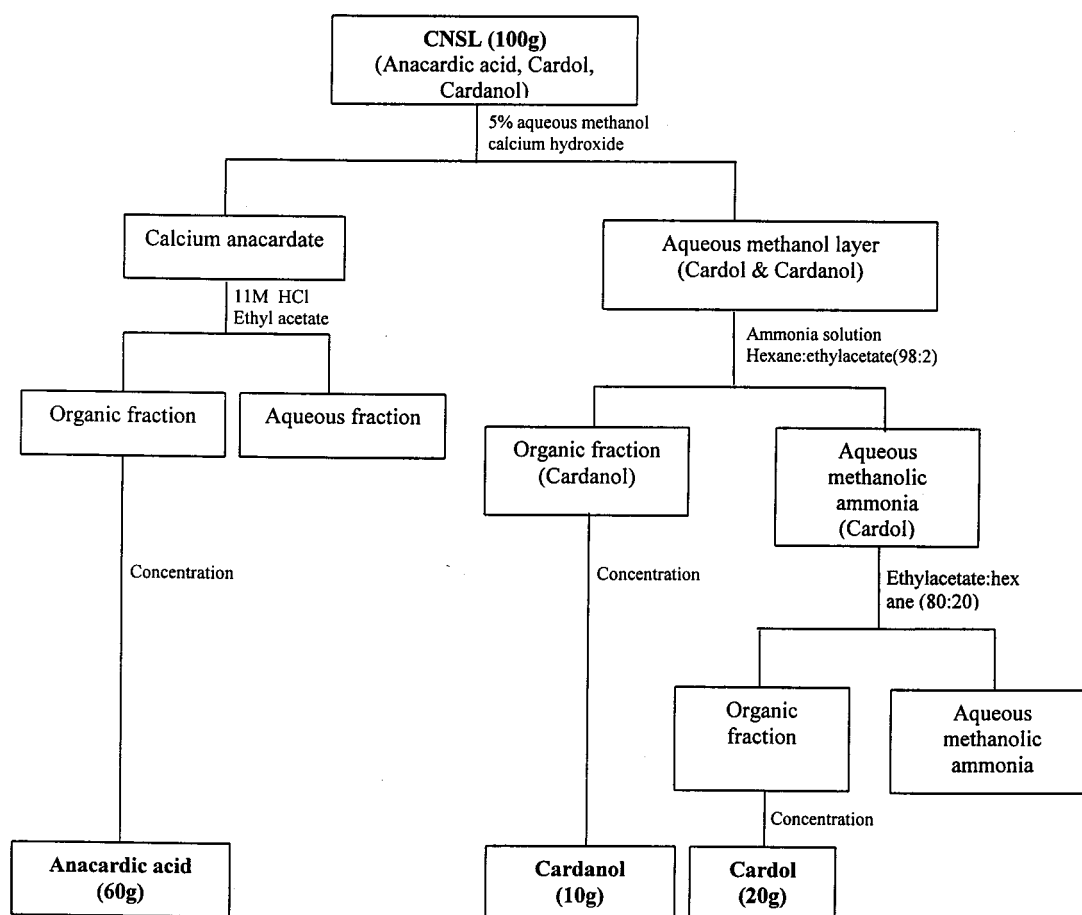 CNSL (100g)
(Anacardic acid, Cardol,
Cardanol)
5% aqueous methanol
calcium hydroxide
Calcium anacardate
Aqueous methanol layer
(Cardol & Cardanol)
11M HCl
Ethyl acetate
Ammonia solution
Hexane:ethylacetate(98:2)
Organic fraction
Aqueous fraction
Organic fraction
(Cardanol)
Aqueous
methanolic
ammonia
(Cardol)
Concentration
Concentration
Ethylacetate:hex
ane (80:20)
Organic
fraction
Aqueous
methanolic
ammonia
Concentration
Anacardic acid
(60g)
Cardanol
(10g)
Cardol
(20g)